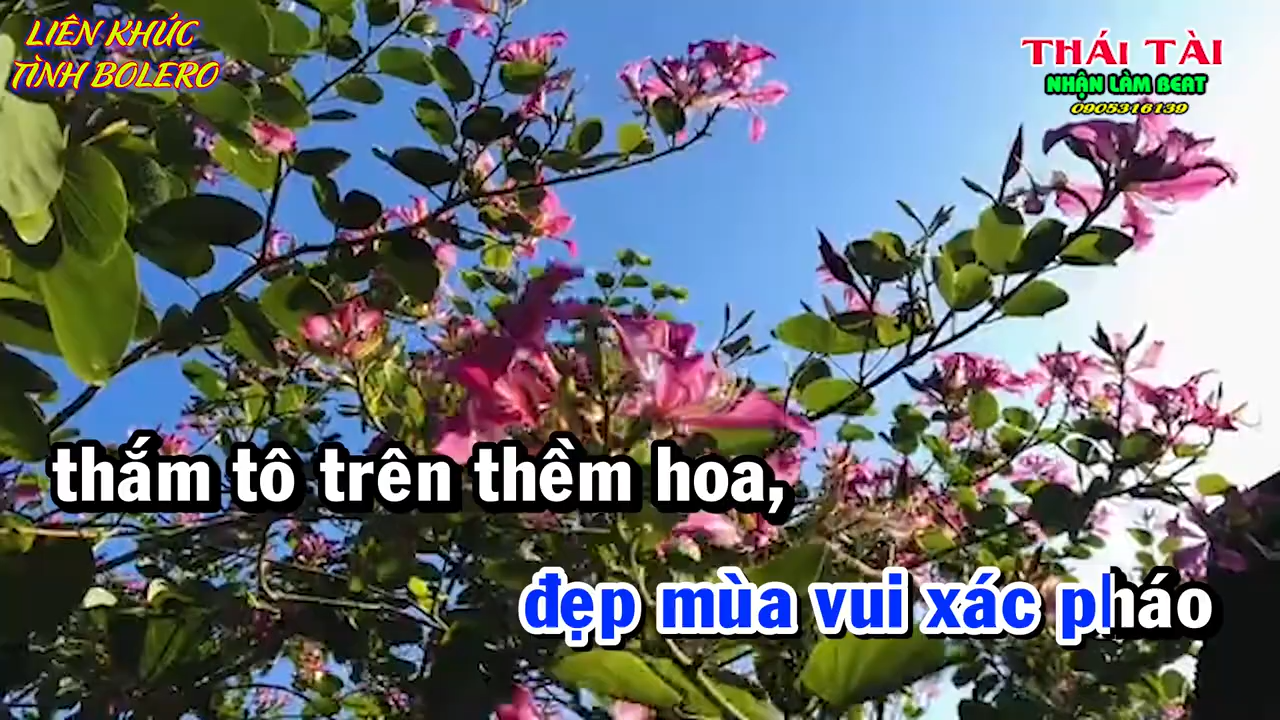 LIÊN KHÚC
TÌNH BOLERO
THÁI TÀI
NHẬN LÀM BEAT
0905316139
thắm tô trên thềm hoa,
đẹp mùa vui xác pháo